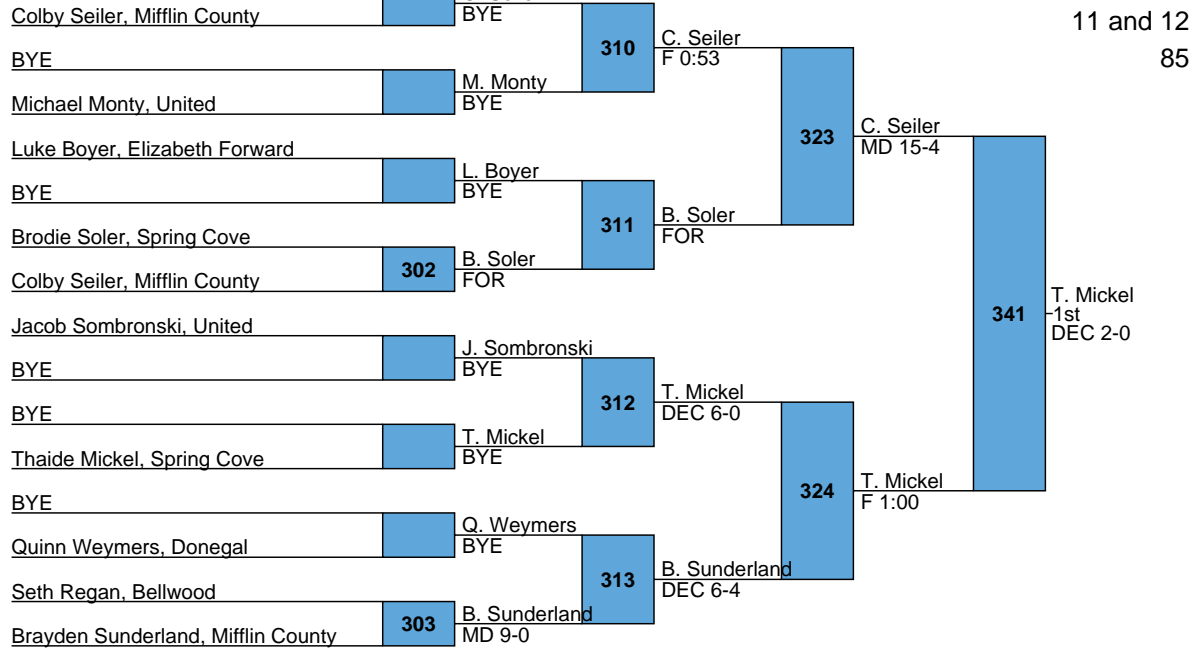 Colby Seiler, Mifflin County
BYE
BYE
Michael Monty, United
M. Monty
BYE
310
C. Seiler
F 0:53
Luke Boyer, Elizabeth Forward
BYE
L. Boyer
BYE
Brodie Soler, Spring Cove
Colby Seiler, Mifflin County
302
B. Soler
FOR
311
B. Soler
FOR
323
C. Seiler
MD 15-4
Jacob Sombronski, United
BYE
J. Sombronski
BYE
BYE
Thaide Mickel, Spring Cove
T. Mickel
BYE
312
T. Mickel
DEC 6-0
BYE
Quinn Weymers, Donegal
Q. Weymers
BYE
Seth Regan, Bellwood
Brayden Sunderland, Mifflin County
303
B. Sunderland
MD 9-0
313
B. Sunderland
DEC 6-4
324
T. Mickel
F 1:00
341
T. Mickel
1st
DEC 2-0
11 and 12
85